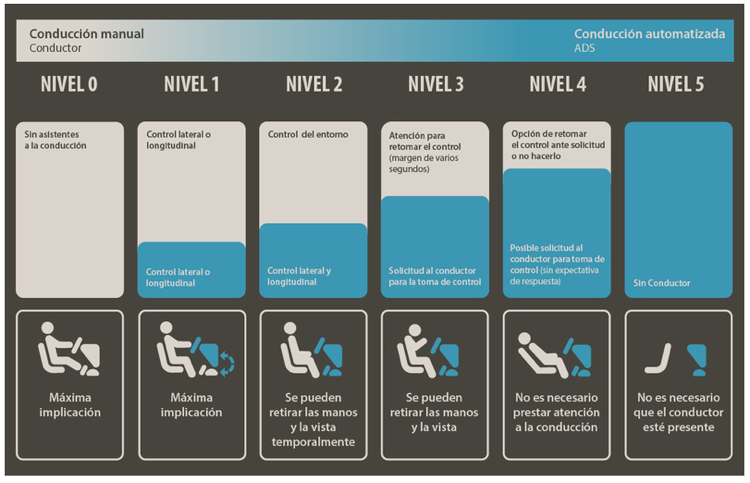 Conducción manual
Conductor
Conducción automatizada
ADS
NIVEL 0
NIVEL 1
NIVEL 2
NIVEL 3
NIVEL 4
NIVEL 5
Sin asistentes
a la conducción
Control lateral o
longitudinal
Control del entorno
Atención para
retomar el control
(margen de varios
segundos)
Opción de retomar
el control ante solicitud
o no hacerlo
Control lateral o
longitudinal
Control lateral y
longitudinal
Solicitud al conductor
para la toma de control
Posible solicitud al
conductor para toma de
control (sin expectativa
de respuesta)
Sin Conductor
Máxima
implicación
Máxima
implicación
Se pueden
retirar las manos
y la vista
temporalmente
Se pueden
retirar las manos
y la vista
No es necesario
prestar atención
a la conducción
No es necesario
que el conductor
esté presente